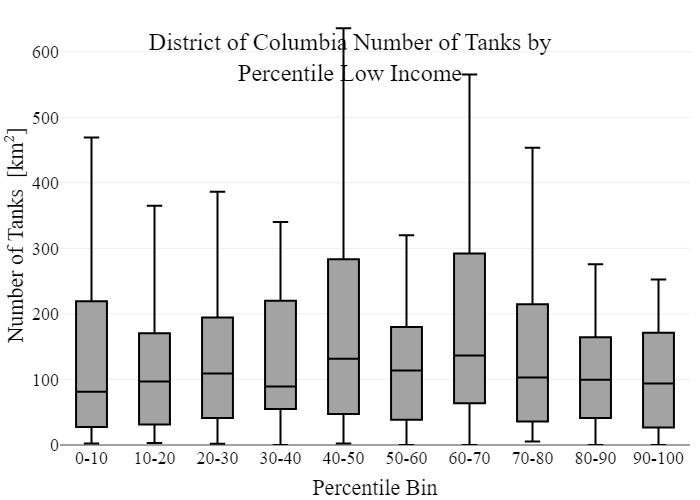 District of Columbia Number of Tanks by
Percentile Low Income
Number of Tanks [km²]
600
500
400
300
200
100
0
0-10 10-20 20-30 30-40 40-50 50-60 60-70 70-80 80-90 90-100
Percentile Bin